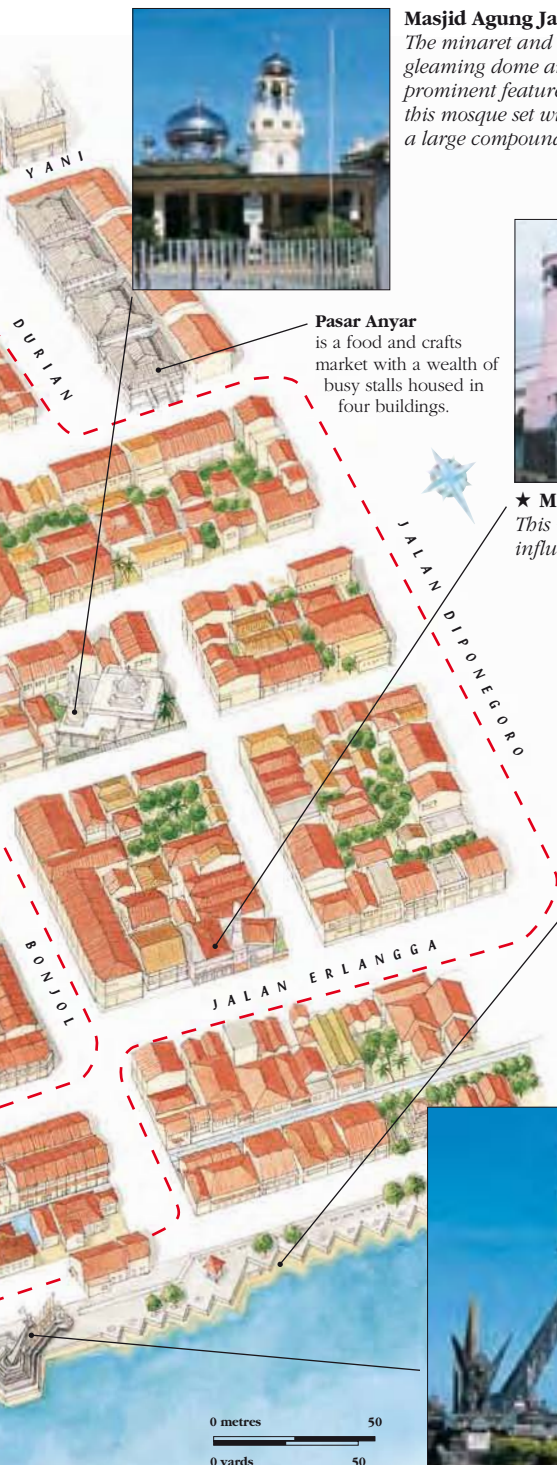 Masjid Agung Ja
The minaret and
gleaming dome a
prominent feature
this mosque set wi
a large compound
YANI
DURIAN
Pasar Anyar
is a food and crafts
market with a wealth of
busy stalls housed in
four buildings.
★ M
This
influ
JALAN DIPONEGORO
BONJOL
JALAN ERLANGGA
0 metres 50
0 yards 50